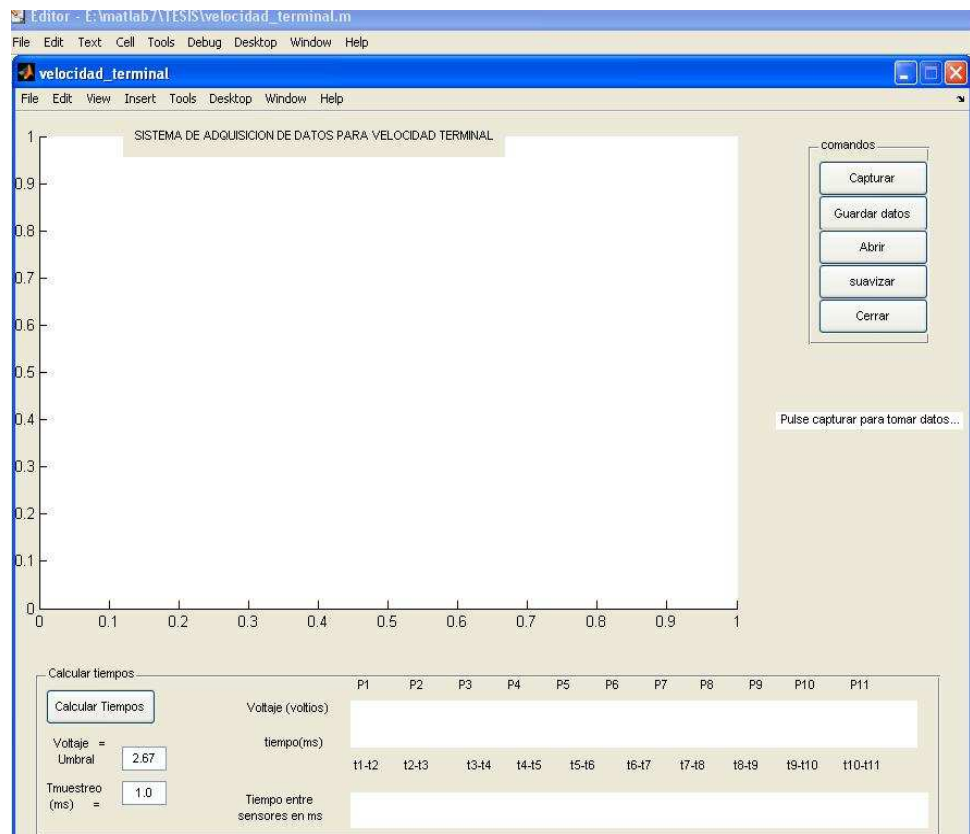 Editor - E:\matlab7\TESIS\velocidad_terminal.m
File Edit Text Cell Tools Debug Desktop Window Help
velocidad_terminal
File Edit View Insert Tools Desktop Window Help
SISTEMA DE ADQUISICION DE DATOS PARA VELOCIDAD TERMINAL
1
0.9
0.8
0.7
0.6
0.5
0.4
0.3
0.2
0.1
0
0 0.1 0.2 0.3 0.4 0.5 0.6 0.7 0.8 0.9 1
comandos
Capturar
Guardar datos
Abrir
suavizar
Cerrar
Pulse capturar para tomar datos...
Calcular tiempos
Calcular Tiempos
Voltaje =
Umbral
2.67
Tmuestreo
(ms) =
1.0
P1 P2 P3 P4 P5 P6 P7 P8 P9 P10 P11
Voltaje (voltios)
tiempo(ms)
t1-t2 t2-t3 t3-t4 t4-t5 t5-t6 t6-t7 t7-t8 t8-t9 t9-t10 t10-t11
Tiempo entre
sensores en ms